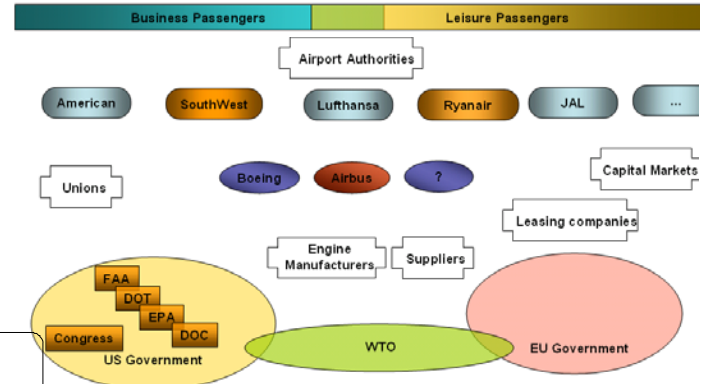 Business Passengers
Leisure Passengers
Airport Authorities
American
SouthWest
Lufthansa
Ryanair
JAL
...
Unions
Boeing
Airbus
?
Capital Markets
Leasing companies
Engine
Manufacturers
Suppliers
FAA
DOT
EPA
DOC
Congress
US Government
WTO
EU Government